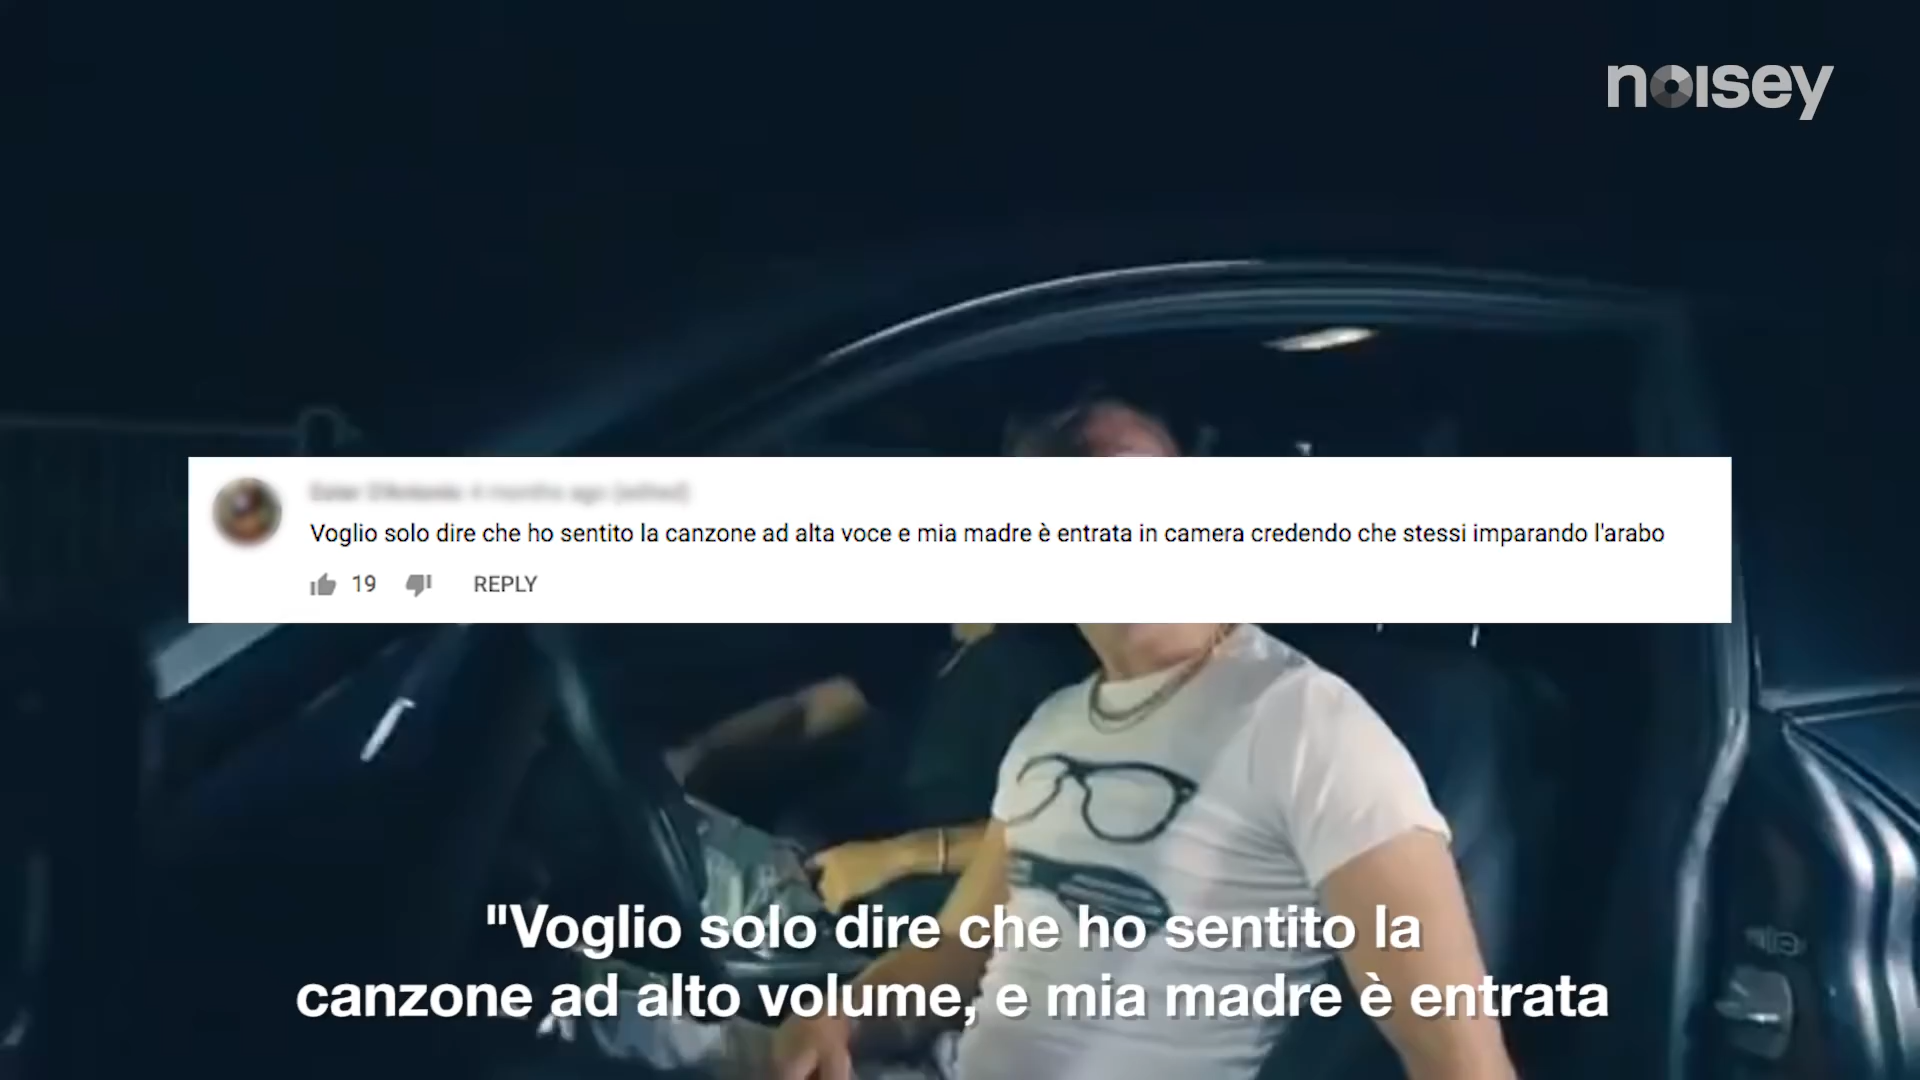 noisey
Voglio solo dire che ho sentito la canzone ad alta voce e mia madre è entrata in camera credendo che stessi imparando l'arabo
19 REPLY
"Voglio solo dire che ho sentito la
canzone ad alto volume, e mia madre è entrata